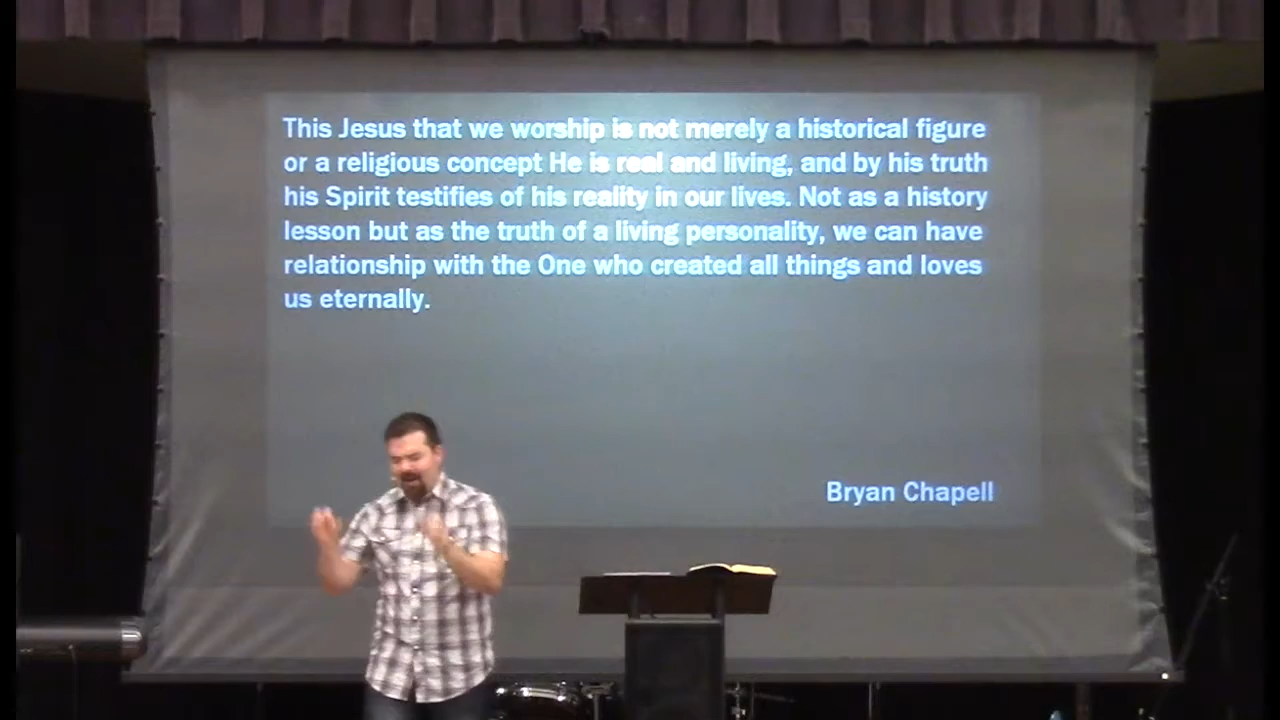 This Jesus that we worship is not merely a historical figure
or a religious concept He is real and living, and by his truth
his Spirit testifies of his reality in our lives. Not as a history
lesson but as the truth of a living personality, we can have
relationship with the One who created all things and loves
us eternally.
Bryan Chapell